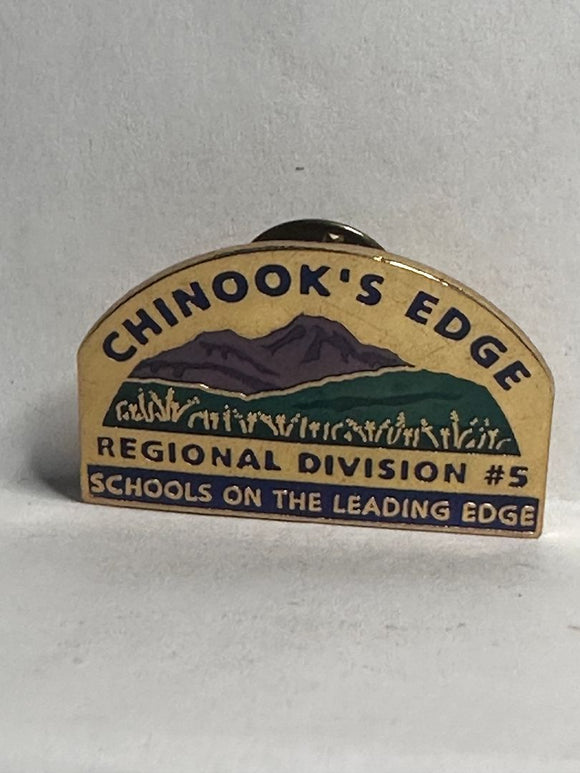 CHINOOK'S EDGE
REGIONAL DIVISION #5
SCHOOLS ON THE LEADING EDGE